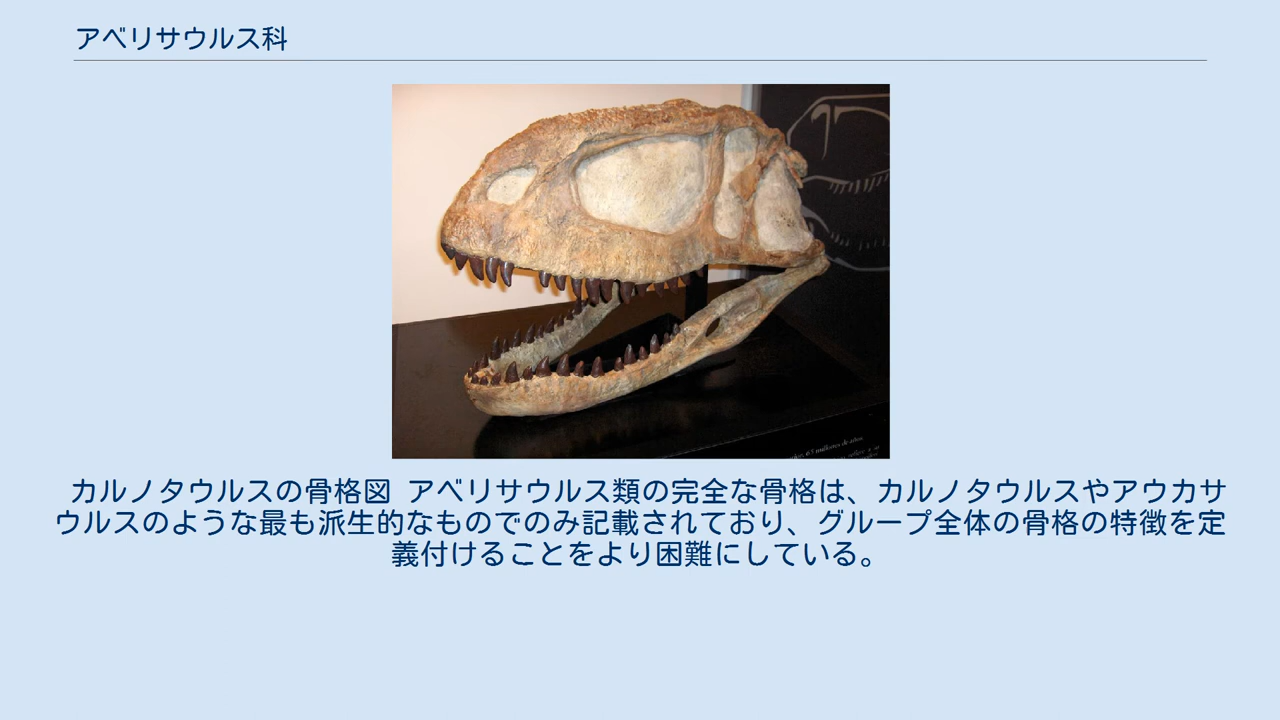 アベリサウルス科
65 millones de años
カルノタウルスの骨格図 アベリサウルス類の完全な骨格は、カルノタウルスやアウカサ
ウルスのような最も派生的なものでのみ記載されており、グループ全体の骨格の特徴を定
義付けることをより困難にしている。